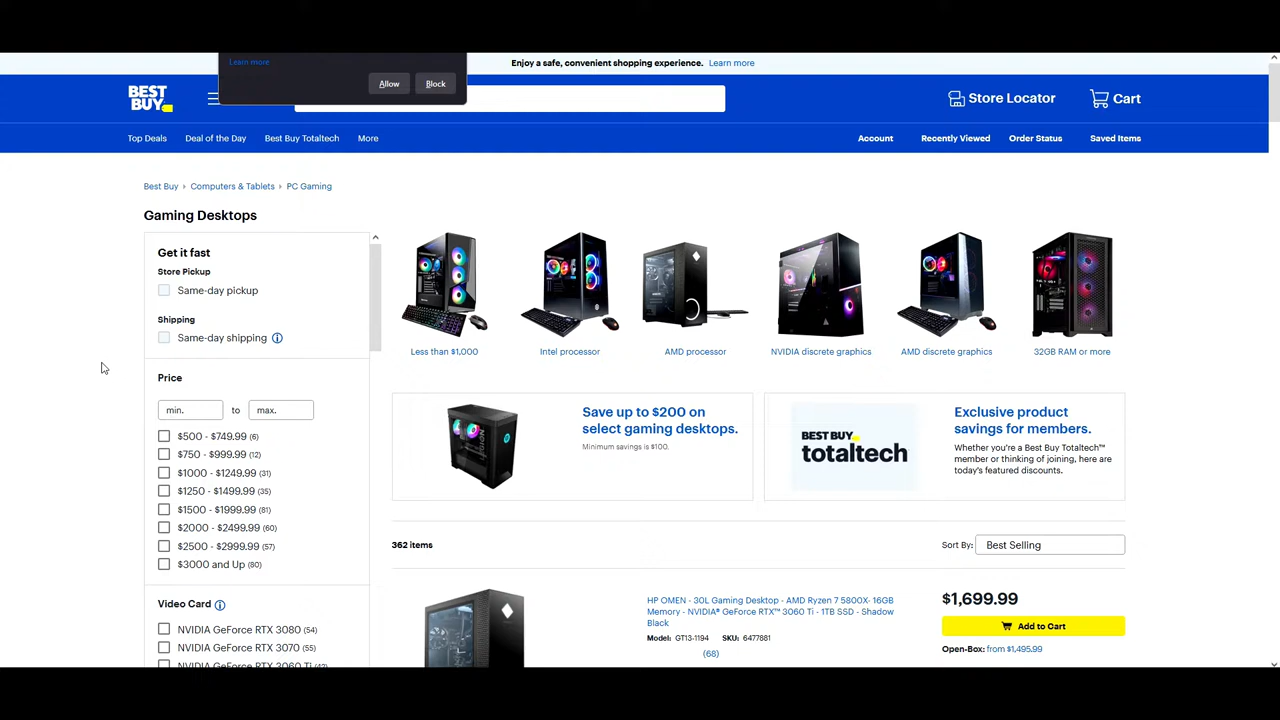 Learn more
Allow
Block
Enjoy a safe, convenient shopping experience. Learn more
BEST BUY
Store Locator
Cart
Top Deals
Deal of the Day
Best Buy Totaltech
More
Account
Recently Viewed
Order Status
Saved Items
Best Buy
Computers & Tablets
PC Gaming
Gaming Desktops
Get it fast
Store Pickup
Same-day pickup
Shipping
Same-day shipping
Price
min. to max.
$500 - $749.99 (6)
$750 - $999.99 (12)
$1000 - $1249.99 (31)
$1250 - $1499.99 (35)
$1500 - $1999.99 (81)
$2000 - $2499.99 (60)
$2500 - $2999.99 (57)
$3000 and Up (80)
Video Card
NVIDIA GeForce RTX 3080 (54)
NVIDIA GeForce RTX 3070 (55)
NVIDIA GeForce RTX 3060 Ti
Less than $1,000
Intel processor
AMD processor
NVIDIA discrete graphics
AMD discrete graphics
32GB RAM or more
Save up to $200 on
select gaming desktops.
Minimum savings is $100.
BEST BUY
totaltech
Exclusive product
savings for members.
Whether you're a Best Buy Totaltech™
member or thinking of joining, here are
today's featured discounts.
362 items
Sort By: Best Selling
HP OMEN - 30L Gaming Desktop - AMD Ryzen 7 5800X- 16GB
Memory - NVIDIA® GeForce RTX™ 3060 Ti - 1TB SSD - Shadow
Black
Model: GT13-1194 SKU: 6477881
(68)
$1,699.99
Add to Cart
Open-Box: from $1,495.99